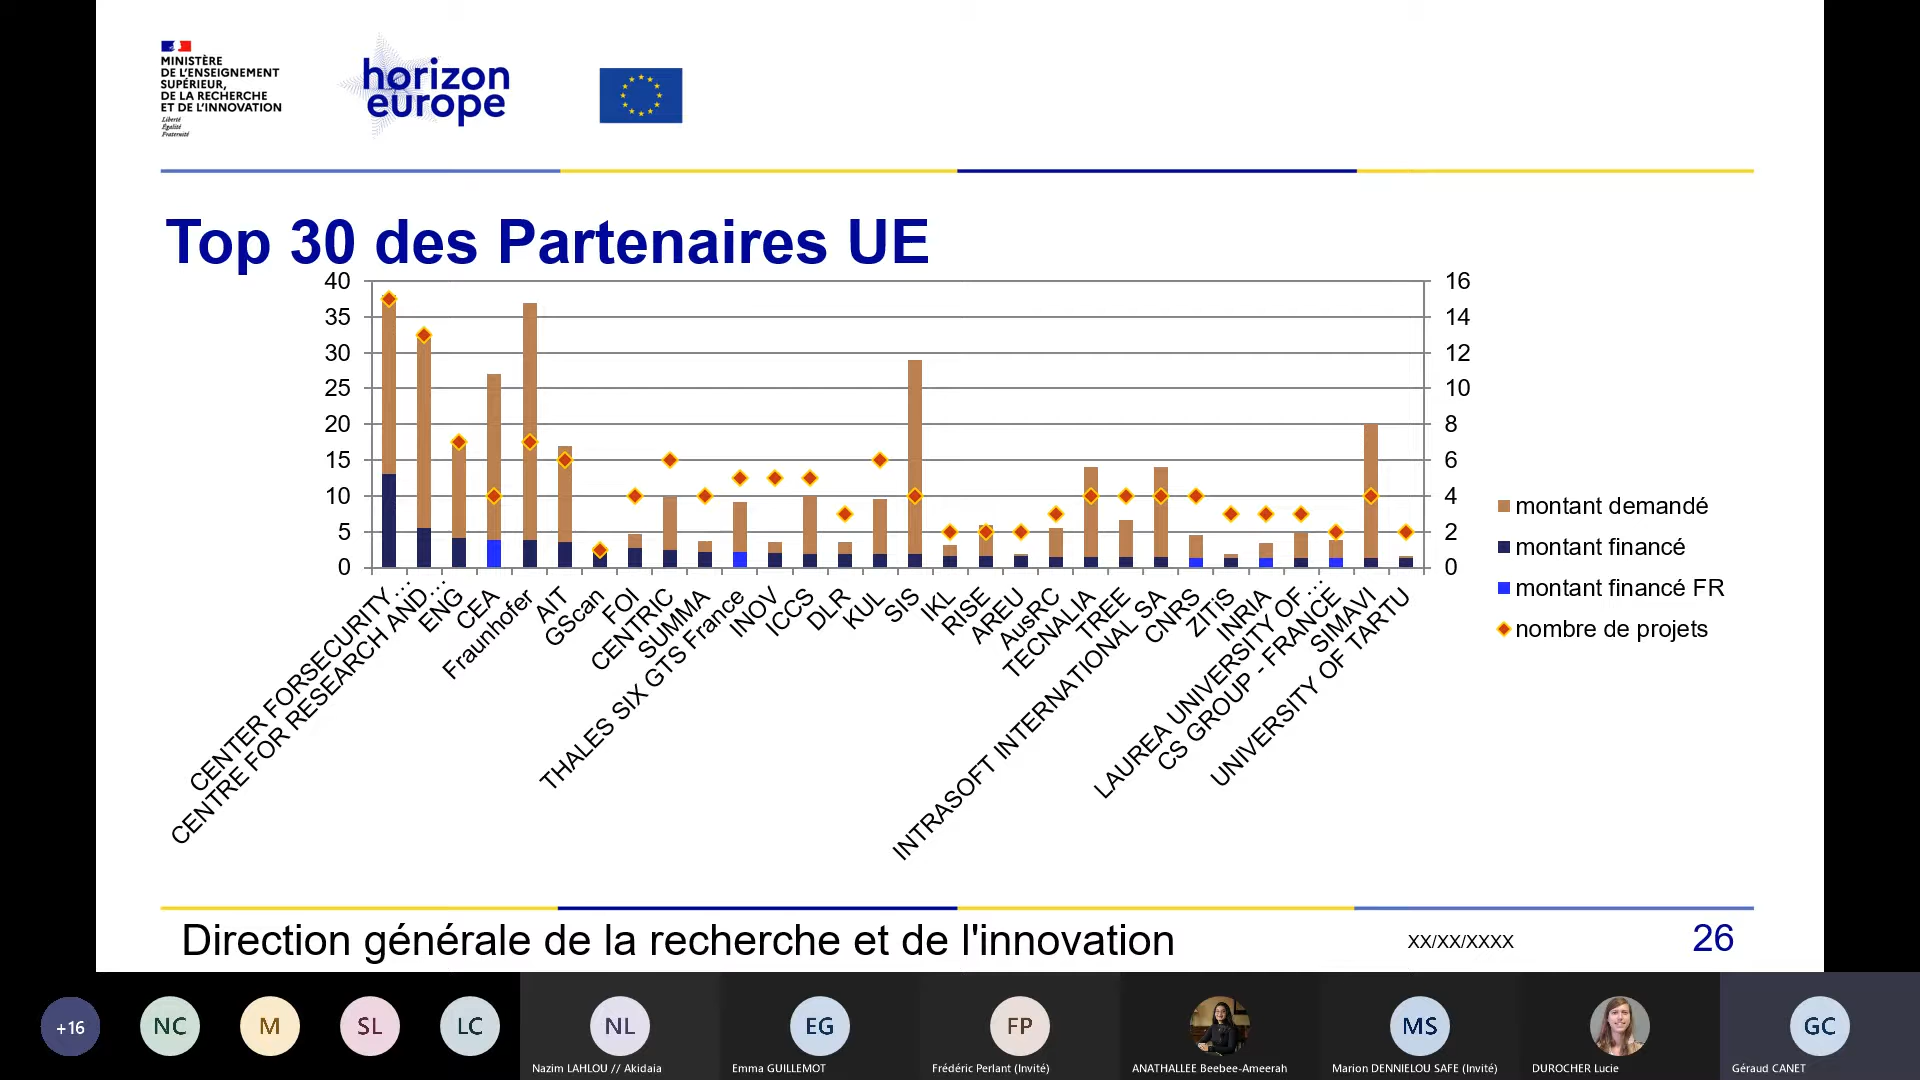 MINISTÈRE
DE L'ENSEIGNEMENT
SUPÉRIEUR,
DE LA RECHERCHE
ET DE L'INNOVATION
Liberté
Égalité
Fraternité
horizon
europe
Top 30 des Partenaires UE
40
35
30
25
20
15
10
5
0
16
14
12
10
8
6
4
2
0
CENTER FORSECURITY…
CENTRE FOR RESEARCH AND…
ENG
CEA
Fraunhofer
AIT
GScan
FOI
CENTRIC
SUMMA
THALES SIX GTS France
INOV
ICCS
DLR
KUL
SIS
IKL
RISE
AREU
AusRC
TECNALIA
TREE
INTRASOFT INTERNATIONAL SA
CNRS
ZITiS
INRIA
LAUREA UNIVERSITY OF…
CS GROUP - FRANCE
SIMAVI
UNIVERSITY OF TARTU
montant demandé
montant financé
montant financé FR
nombre de projets
Direction générale de la recherche et de l'innovation
XX/XX/XXXX
26
+16
NC
M
SL
LC
NL
EG
FP
MS
GC
Nazim LAHLOU // Akidaia
Emma GUILLEMOT
Frédéric Perlant (Invité)
ANATHALLEE Beebee-Ameerah
Marion DENNIELOU SAFE (Invité)
DUROCHER Lucie
Géraud CANET